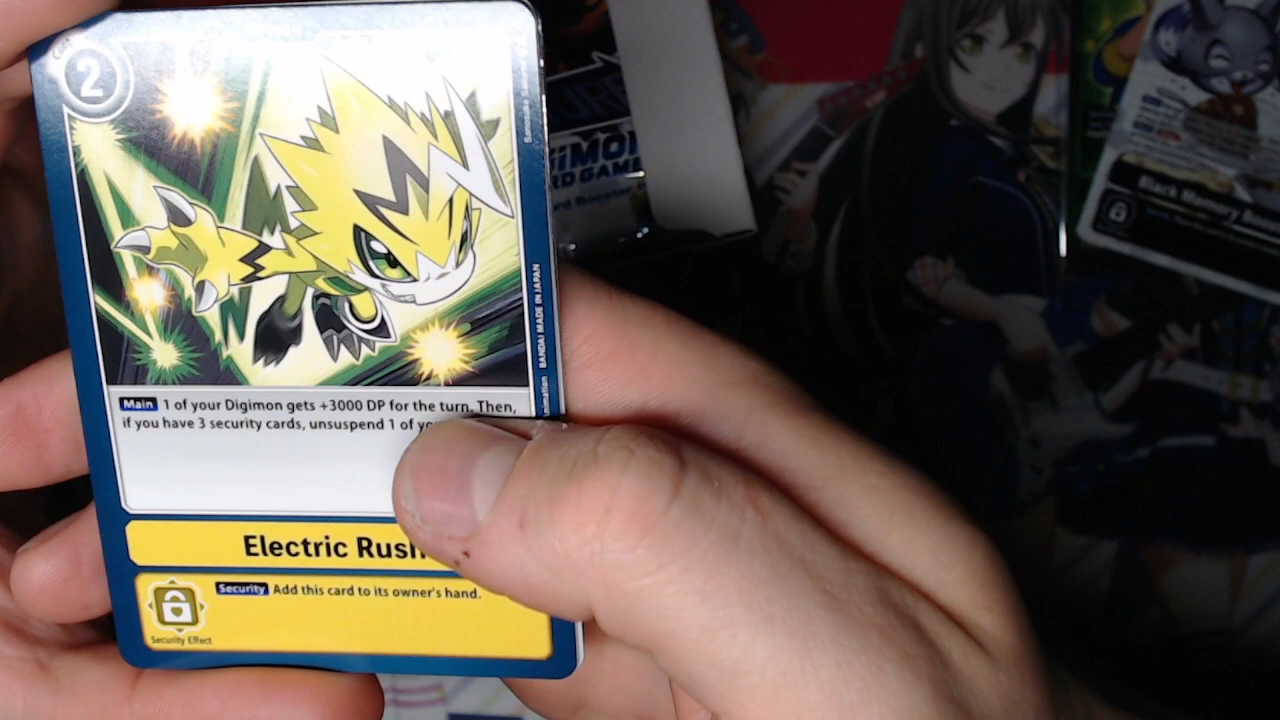 2
BANDAI MADE IN JAPAN
Main 1 of your Digimon gets +3000 DP for the turn. Then,
if you have 3 security cards, unsuspend 1 of
Electric Rush
Security Add this card to its owner's hand.
Security Effect
CARD GAME
Black Memory